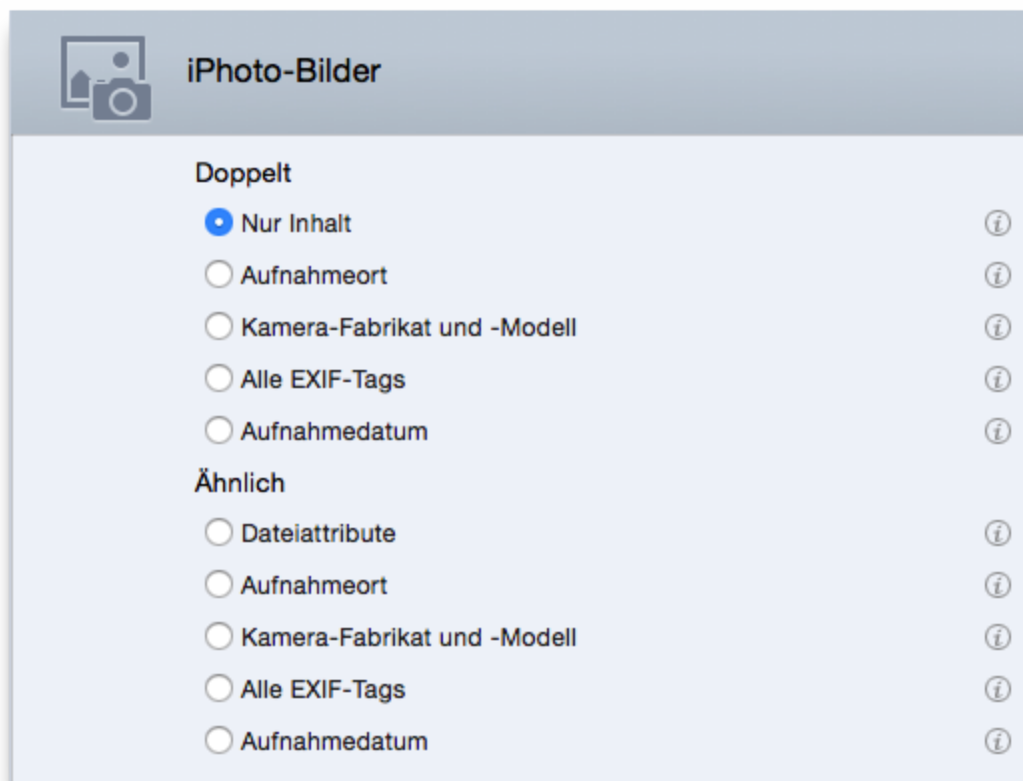 iPhoto-Bilder
Doppelt
Nur Inhalt
Aufnahmeort
Kamera-Fabrikat und -Modell
Alle EXIF-Tags
Aufnahmedatum
Ähnlich
Dateiattribute
Aufnahmeort
Kamera-Fabrikat und -Modell
Alle EXIF-Tags
Aufnahmedatum